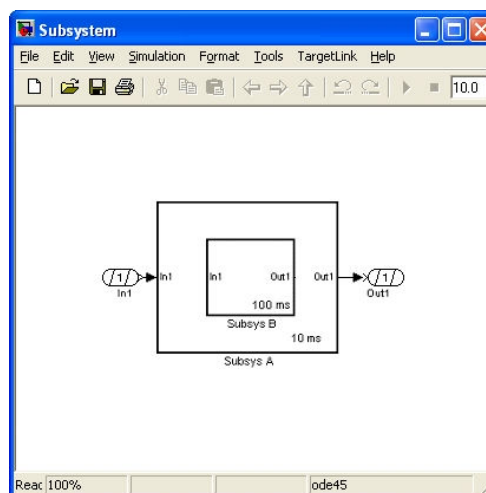 Subsystem
File Edit View Simulation Format Tools TargetLink Help
10.0
1 In1 Out1 1
In1 Out1
In1 Out1
100 ms
Subsys B
10 ms
Subsys A
Reac 100% ode45